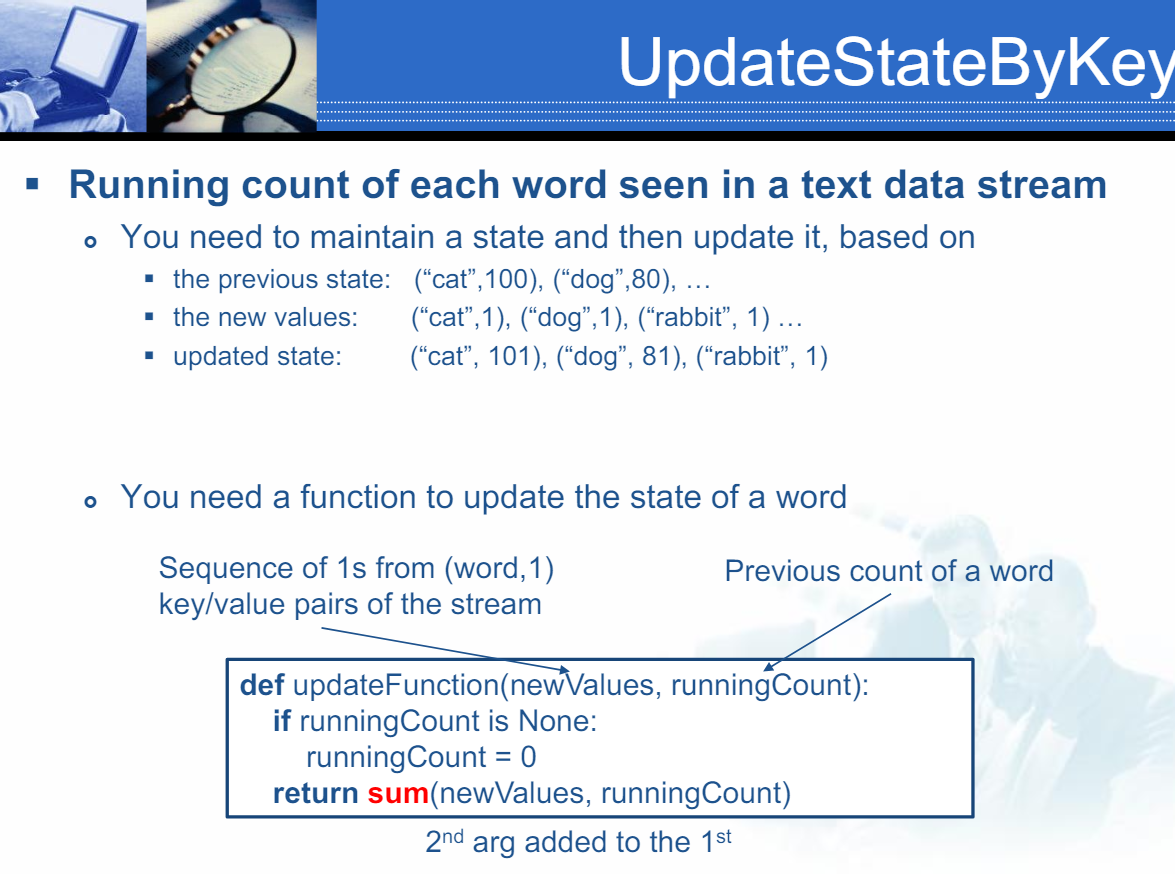 UpdateStateByKey
▪ Running count of each word seen in a text data stream
o You need to maintain a state and then update it, based on
▪ the previous state: (“cat”,100), (“dog”,80), …
▪ the new values: (“cat”,1), (“dog”,1), (“rabbit”, 1) …
▪ updated state: (“cat”, 101), (“dog”, 81), (“rabbit”, 1)
o You need a function to update the state of a word
Sequence of 1s from (word,1)
key/value pairs of the stream
Previous count of a word
def updateFunction(newValues, runningCount):
if runningCount is None:
runningCount = 0
return sum(newValues, runningCount)
2nd arg added to the 1st